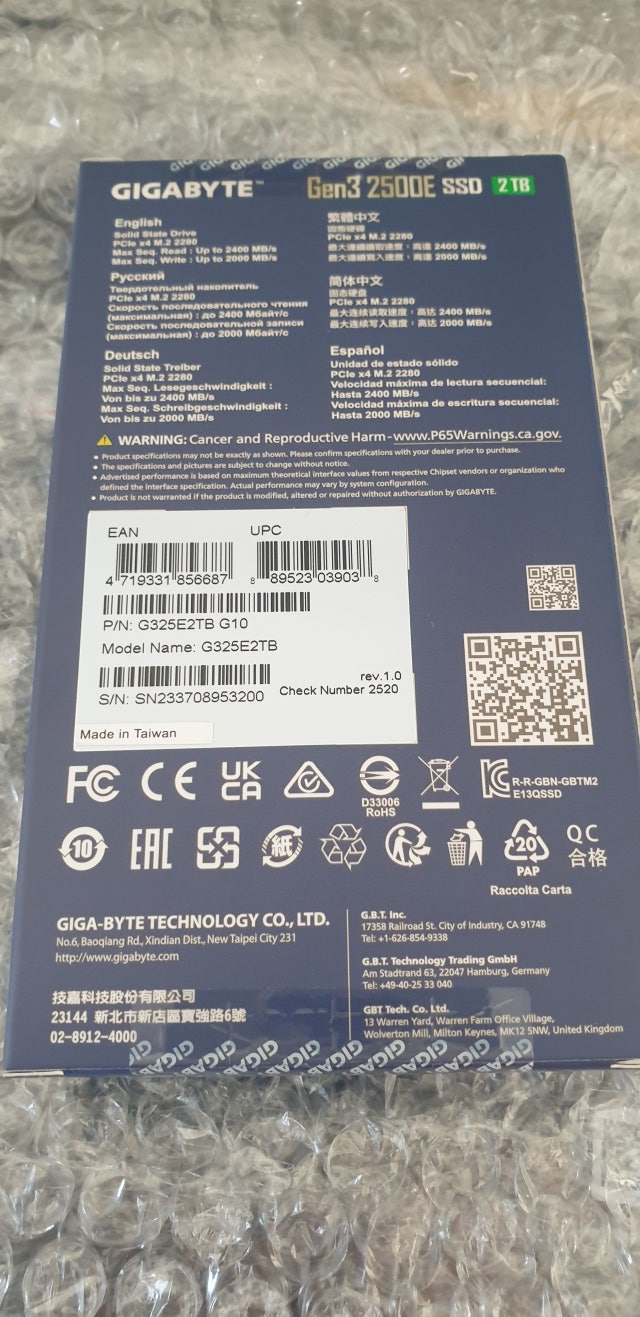 GIGABYTE™ Gen3 2500E SSD 2TB
English
Solid State Drive
PCIe x4 M.2 2280
Max Seq. Read : Up to 2400 MB/s
Max Seq. Write : Up to 2000 MB/s
Русский
Твердотельный накопитель
PCIe x4 M.2 2280
Скорость последовательного чтения
(максимальная) : до 2400 Мбайт/с
Скорость последовательной записи
(максимальная) : до 2000 Мбайт/с
Deutsch
Solid State Treiber
PCIe x4 M.2 2280
Max Seq. Lesegeschwindigkeit :
Von bis zu 2400 MB/s
Max Seq. Schreibgeschwindigkeit :
Von bis zu 2000 MB/s
繁體中文
固態硬碟
PCIe x4 M.2 2280
最大連續讀取速度，高達 2400 MB/s
最大連續寫入速度，高達 2000 MB/s
简体中文
固态硬盘
PCIe x4 M.2 2280
最大连续读取速度，高达 2400 MB/s
最大连续写入速度，高达 2000 MB/s
Español
Unidad de estado sólido
PCIe x4 M.2 2280
Velocidad máxima de lectura secuencial:
Hasta 2400 MB/s
Velocidad máxima de escritura secuencial:
Hasta 2000 MB/s
WARNING: Cancer and Reproductive Harm - www.P65Warnings.ca.gov.
• Product specifications may not be exactly as shown. Please confirm specifications with your dealer prior to purchase.
• The specifications and pictures are subject to change without notice.
• Advertised performance is based on maximum theoretical interface values from respective Chipset vendors or organization who
defined the interface specification. Actual performance may vary by system configuration.
• Product is not warranted if the product is modified, altered or repaired without authorization by GIGABYTE.
EAN UPC
4 719331 856687 8 89523 03903 8
P/N: G325E2TB G10
Model Name: G325E2TB
rev.1.0
S/N: SN233708953200 Check Number 2520
Made in Taiwan
FC CE UK
CA
D33006
RoHS
R-R-GBN-GBTM2
E13QSSD
10 EAC 紙 20 QC
合格
PAP
Raccolta Carta
GIGA-BYTE TECHNOLOGY CO., LTD.
No.6, Baoqiang Rd., Xindian Dist., New Taipei City 231
http://www.gigabyte.com
技嘉科技股份有限公司
23144 新北市新店區寶強路6號
02-8912-4000
G.B.T. Inc.
17358 Railroad St. City of Industry, CA 91748
Tel: +1-626-854-9338
G.B.T. Technology Trading GmbH
Am Stadtrand 63, 22047 Hamburg, Germany
Tel: +49-40-25 33 040
GBT Tech. Co. Ltd.
13 Warren Yard, Warren Farm Office Village,
Wolverton Mill, Milton Keynes, MK12 5NW, United Kingdom